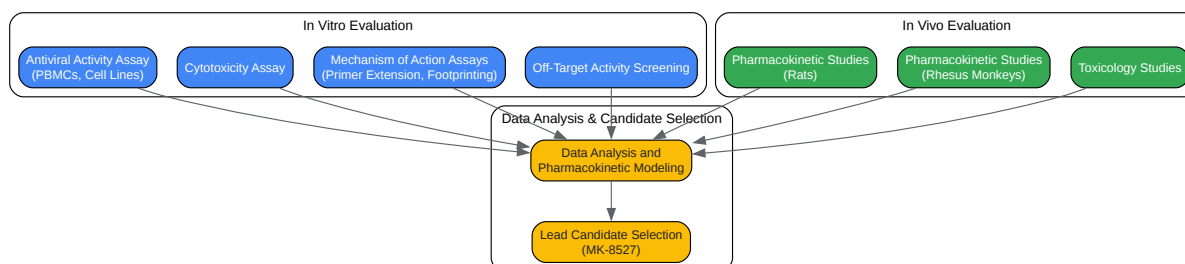 In Vitro Evaluation
In Vivo Evaluation
Antiviral Activity Assay
(PBMCs, Cell Lines)
Cytotoxicity Assay
Mechanism of Action Assays
(Primer Extension, Footprinting)
Off-Target Activity Screening
Pharmacokinetic Studies
(Rats)
Pharmacokinetic Studies
(Rhesus Monkeys)
Toxicology Studies
Data Analysis & Candidate Selection
Data Analysis and
Pharmacokinetic Modeling
Lead Candidate Selection
(MK-8527)